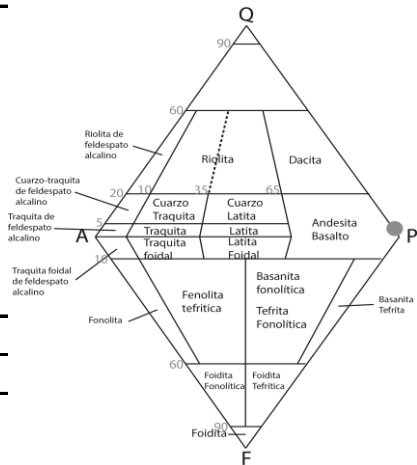 Q
90
60
Riolita de
feldespato
alcalino
Riolita
Dacita
Cuarzo-traquita
de feldespato
alcalino
20
10
35
65
Cuarzo
Traquita
Cuarzo
Latita
Andesita
Basalto
Traquita de
feldespato
alcalino
5
A
Traquita
Latita
P
Traquita
foidal
Latita
Foidal
10
Traquita foidal
de feldespato
alcalino
Basanita
fonolítica
Tefrita
Fonolítica
Fenolita
tefritica
Basanita
Tefrita
Fonolita
60
Foidita
Fonolítica
Foidita
Tefrítica
90
Foidita
F